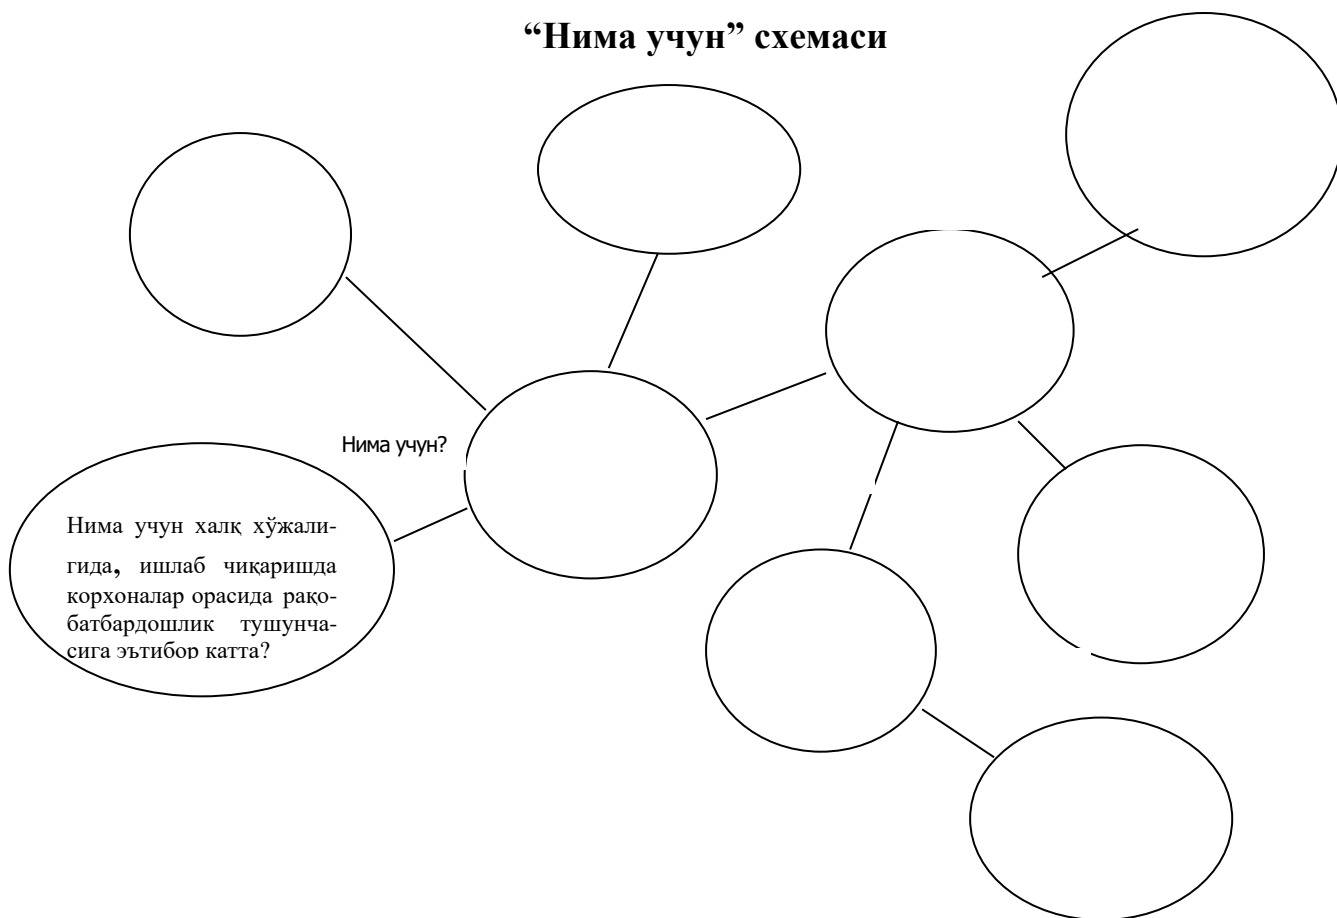 “Нима учун” схемаси
Нима учун?
Нима учун халқ хўжали-
гида, ишлаб чиқаришда
корхоналар орасида рақо-
батбардошлик тушунча-
сига эътибор катта?